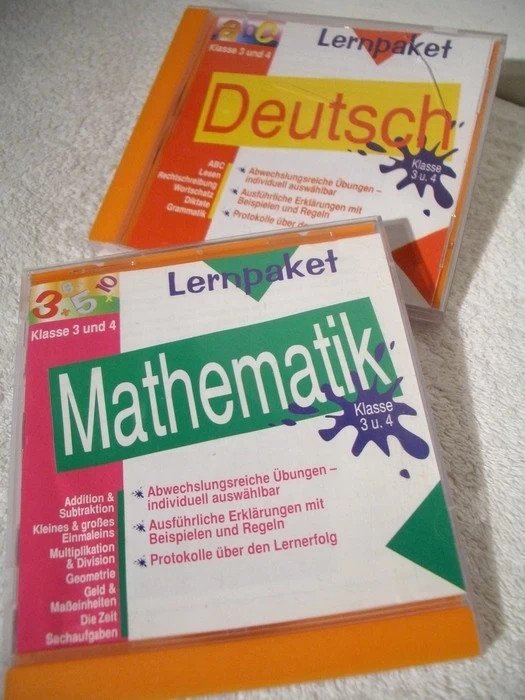 abc
Klasse 3 und 4
Lernpaket
Deutsch
Klasse
3 u. 4
ABC
Lesen
Rechtschreibung
Wortschatz
Diktate
Grammatik
Abwechslungsreiche Übungen –
individuell auswählbar
Ausführliche Erklärungen mit
Beispielen und Regeln
Protokolle über
3 5 10
Klasse 3 und 4
Lernpaket
Mathematik
Klasse
3 u. 4
Addition &
Subtraktion
Kleines & großes
Einmaleins
Multiplikation
& Division
Geometrie
Geld &
Maßeinheiten
Die Zeit
Sachaufgaben
Abwechslungsreiche Übungen –
individuell auswählbar
Ausführliche Erklärungen mit
Beispielen und Regeln
Protokolle über den Lernerfolg